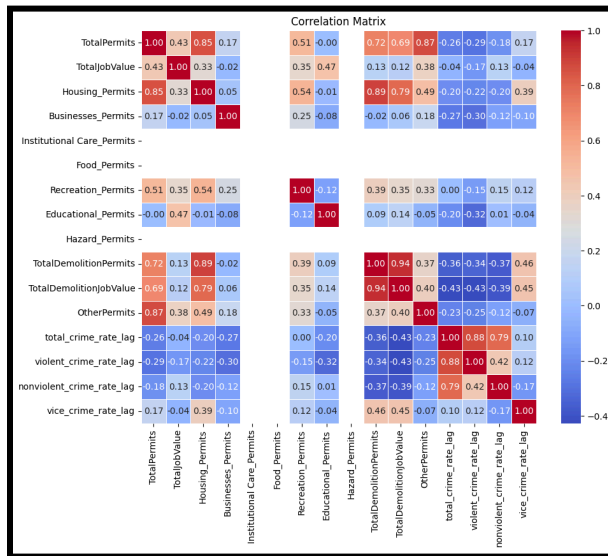 Correlation Matrix
TotalPermits 1.00 0.43 0.85 0.17 0.51 -0.00 0.72 0.69 0.87 -0.26 -0.29 -0.18 0.17
TotalJobValue 0.43 1.00 0.33 -0.02 0.35 0.47 0.13 0.12 0.38 -0.04 -0.17 0.13 -0.04
Housing_Permits 0.85 0.33 1.00 0.05 0.54 -0.01 0.89 0.79 0.49 -0.20 -0.22 -0.20 0.39
Businesses_Permits 0.17 -0.02 0.05 1.00 0.25 -0.08 -0.02 0.06 0.18 -0.27 -0.30 -0.12 -0.10
Institutional Care_Permits
Food_Permits
Recreation_Permits 0.51 0.35 0.54 0.25 1.00 -0.12 0.39 0.35 0.33 0.00 -0.15 0.15 0.12
Educational_Permits -0.00 0.47 -0.01 -0.08 -0.12 1.00 0.09 0.14 -0.05 -0.20 -0.32 0.01 -0.04
Hazard_Permits
TotalDemolitionPermits 0.72 0.13 0.89 -0.02 0.39 0.09 1.00 0.94 0.37 -0.36 -0.34 -0.37 0.46
TotalDemolitionJobValue 0.69 0.12 0.79 0.06 0.35 0.14 0.94 1.00 0.40 -0.43 -0.43 -0.39 0.45
OtherPermits 0.87 0.38 0.49 0.18 0.33 -0.05 0.37 0.40 1.00 -0.23 -0.25 -0.12 -0.07
total_crime_rate_lag -0.26 -0.04 -0.20 -0.27 0.00 -0.20 -0.36 -0.43 -0.23 1.00 0.88 0.79 0.10
violent_crime_rate_lag -0.29 -0.17 -0.22 -0.30 -0.15 -0.32 -0.34 -0.43 -0.25 0.88 1.00 0.42 0.12
nonviolent_crime_rate_lag -0.18 0.13 -0.20 -0.12 0.15 0.01 -0.37 -0.39 -0.12 0.79 0.42 1.00 -0.17
vice_crime_rate_lag 0.17 -0.04 0.39 -0.10 0.12 -0.04 0.46 0.45 -0.07 0.10 0.12 -0.17 1.00
TotalPermits
TotalJobValue
Housing_Permits
Businesses_Permits
Institutional Care_Permits
Food_Permits
Recreation_Permits
Educational_Permits
Hazard_Permits
TotalDemolitionPermits
TotalDemolitionJobValue
OtherPermits
total_crime_rate_lag
violent_crime_rate_lag
nonviolent_crime_rate_lag
vice_crime_rate_lag
1.0
0.8
0.6
0.4
0.2
0.0
-0.2
-0.4